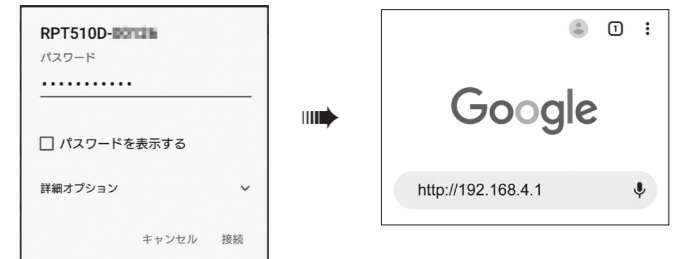 RPT510D-
パスワード
•••••••••••
パスワードを表示する
詳細オプション
キャンセル 接続
1
Google
http://192.168.4.1